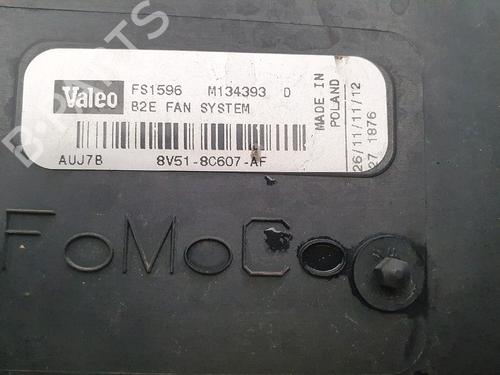 B-PARTS
Valeo FS1596 M134393 D
B2E FAN SYSTEM
AUJ7B 8V51-8C607-AF
MADE IN
POLAND
26/11/11/12
27 1876
FoMoCo